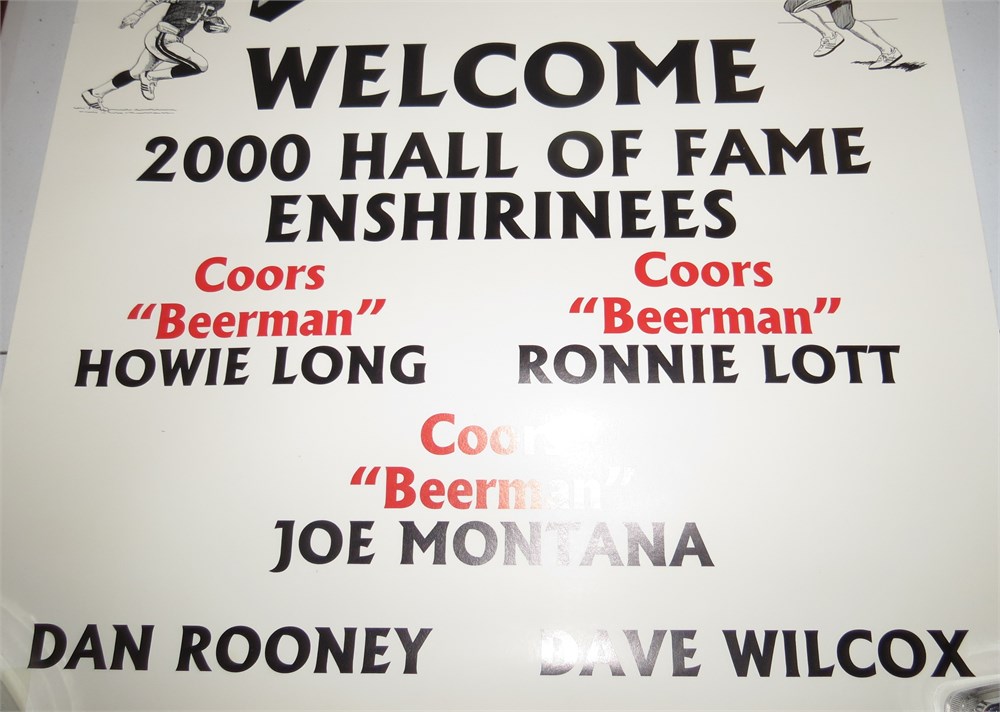 WELCOME
2000 HALL OF FAME
ENSHIRINEES
Coors
"Beerman"
HOWIE LONG
Coors
"Beerman"
RONNIE LOTT
Coors
"Beerman"
JOE MONTANA
DAN ROONEY
DAVE WILCOX